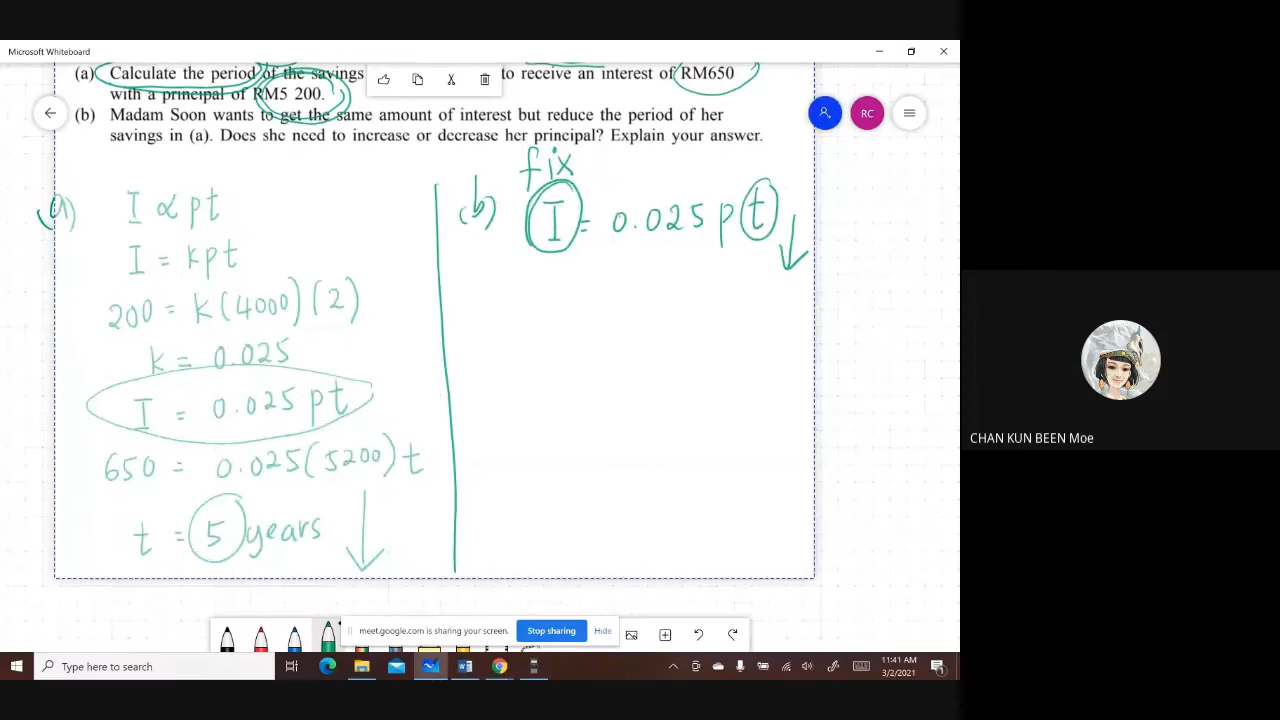 Microsoft Whiteboard
(a) Calculate the period of the savings to receive an interest of RM650
with a principal of RM5 200.
(b) Madam Soon wants to get the same amount of interest but reduce the period of her
savings in (a). Does she need to increase or decrease her principal? Explain your answer.
RC
(a) I ∝ pt
I = kpt
200 = k(4000)(2)
k = 0.025
I = 0.025 pt
650 = 0.025(5200)t
t = 5 years
fix
(b) I = 0.025 pt
CHAN KUN BEEN Moe
meet.google.com is sharing your screen.
Stop sharing
Hide
Type here to search
11:41 AM
3/2/2021